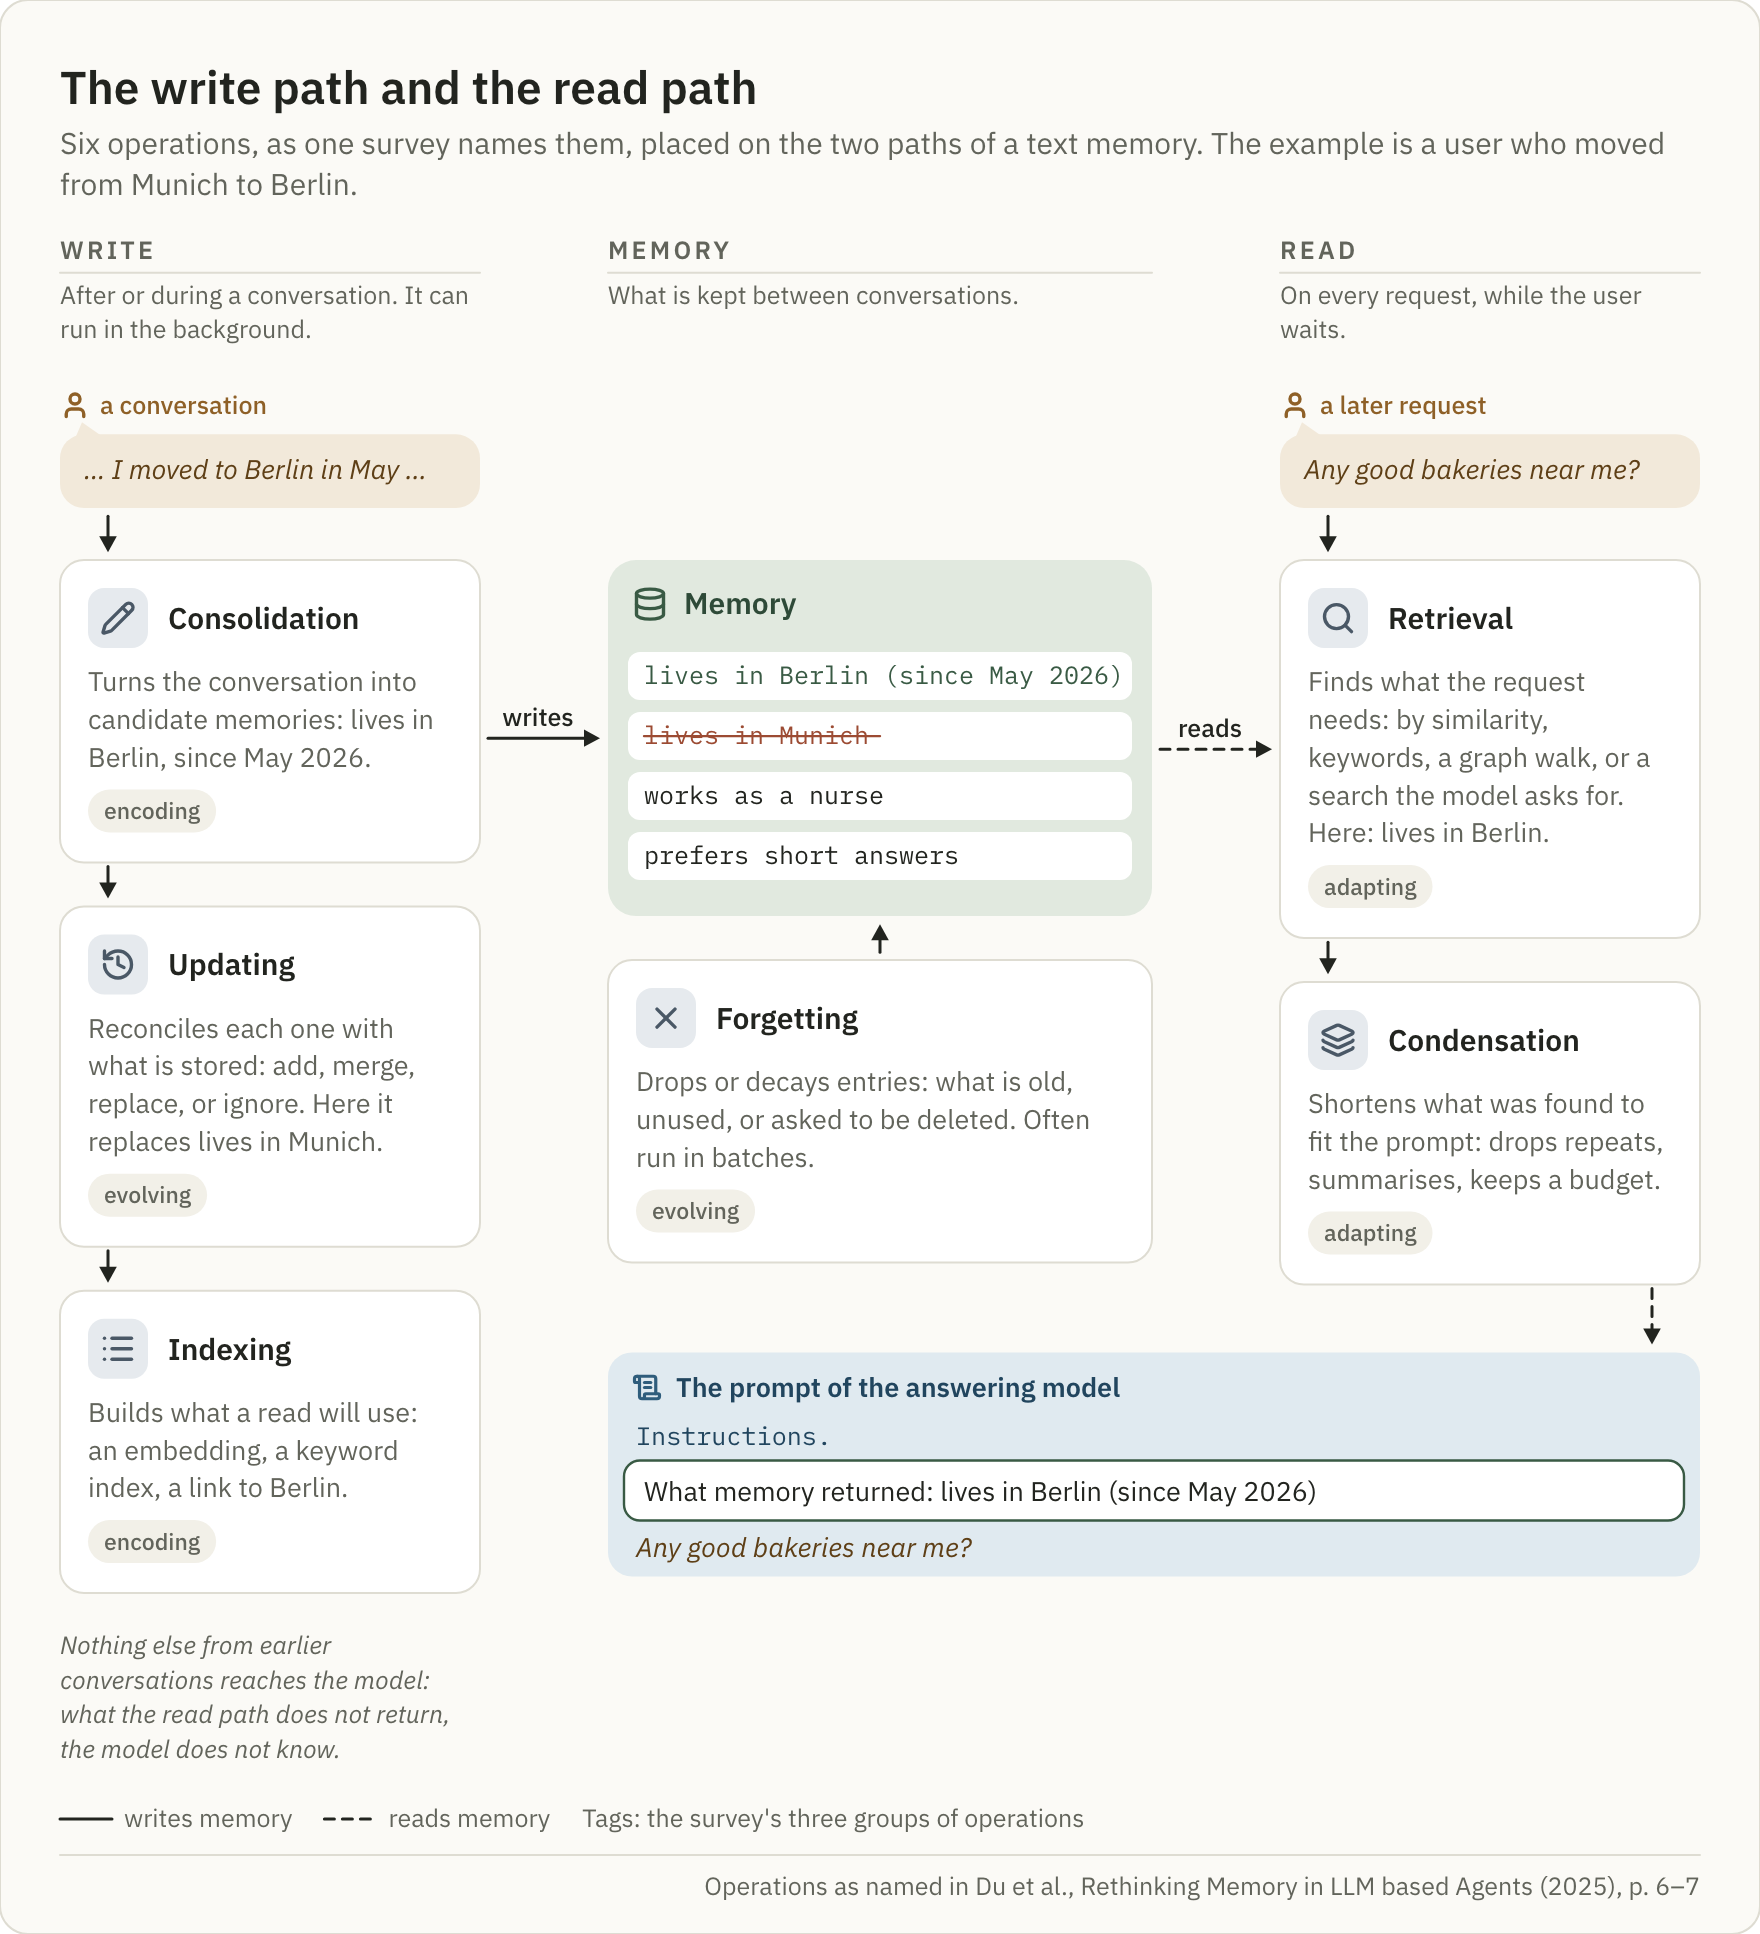 The write path and the read path
Six operations, as one survey names them, placed on the two paths of a text memory. The example is a user who moved
from Munich to Berlin.
WRITE
After or during a conversation. It can
run in the background.
a conversation
... I moved to Berlin in May ...
Consolidation
Turns the conversation into
candidate memories: lives in
Berlin, since May 2026.
encoding
Updating
Reconciles each one with
what is stored: add, merge,
replace, or ignore. Here it
replaces lives in Munich.
evolving
Indexing
Builds what a read will use:
an embedding, a keyword
index, a link to Berlin.
encoding
Nothing else from earlier
conversations reaches the model:
what the read path does not return,
the model does not know.
writes
MEMORY
What is kept between conversations.
Memory
lives in Berlin (since May 2026)
lives in Munich
works as a nurse
prefers short answers
Forgetting
Drops or decays entries: what is old,
unused, or asked to be deleted. Often
run in batches.
evolving
reads
READ
On every request, while the user
waits.
a later request
Any good bakeries near me?
Retrieval
Finds what the request
needs: by similarity,
keywords, a graph walk, or a
search the model asks for.
Here: lives in Berlin.
adapting
Condensation
Shortens what was found to
fit the prompt: drops repeats,
summarises, keeps a budget.
adapting
The prompt of the answering model
Instructions.
What memory returned: lives in Berlin (since May 2026)
Any good bakeries near me?
writes memory
reads memory
Tags: the survey's three groups of operations
Operations as named in Du et al., Rethinking Memory in LLM based Agents (2025), p. 6–7